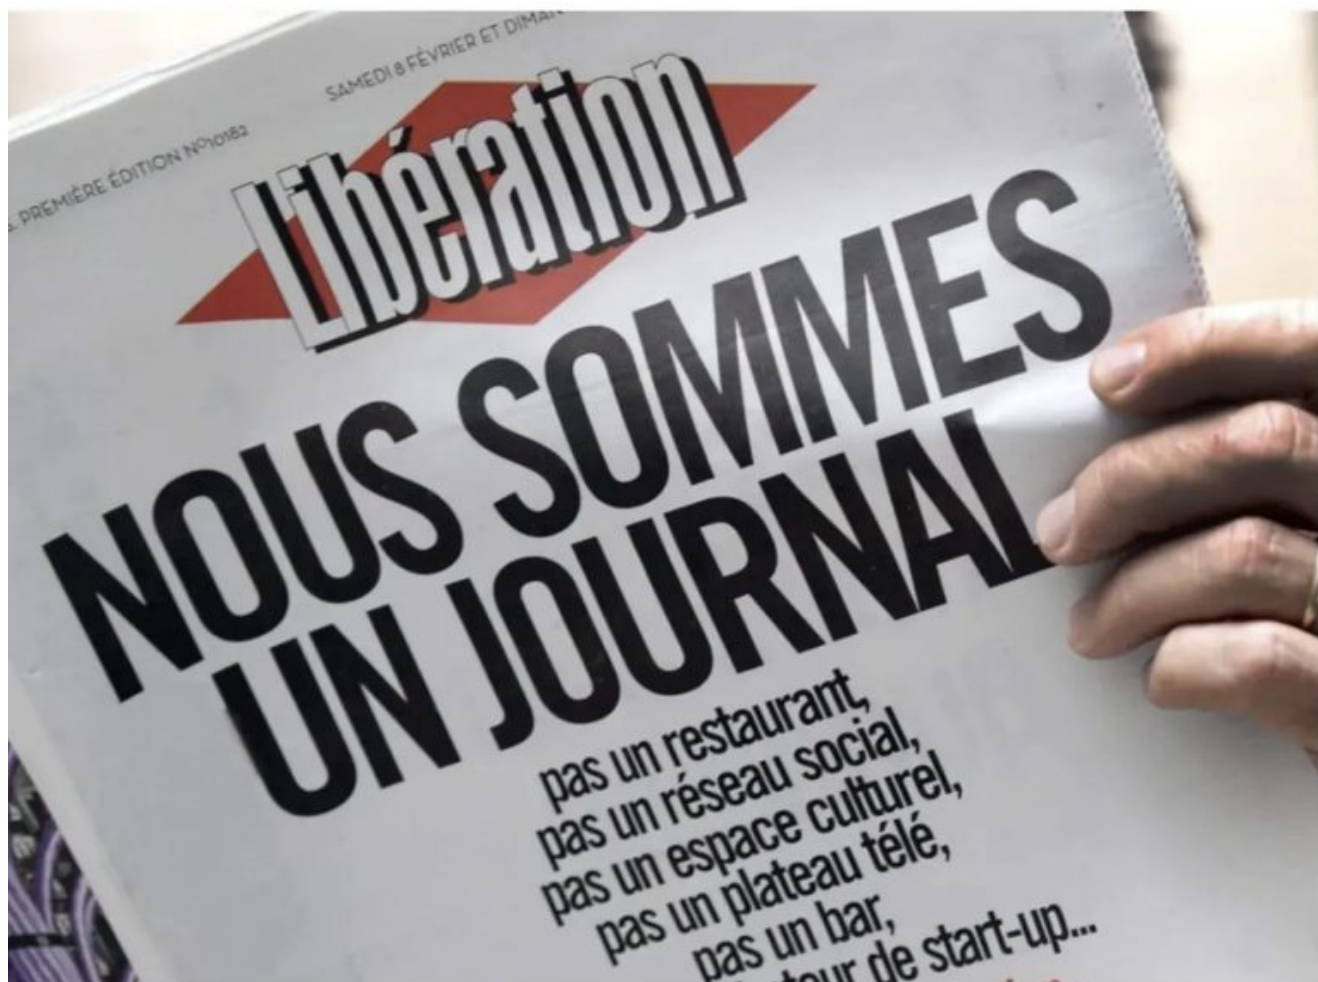 PREMIÈRE ÉDITION Nº10182
SAMEDI 8 FÉVRIER ET
Libération
NOUS SOMMES
UN JOURNAL
pas un restaurant,
pas un réseau social,
pas un espace culturel,
pas un plateau télé,
pas un bar,
de start-up...